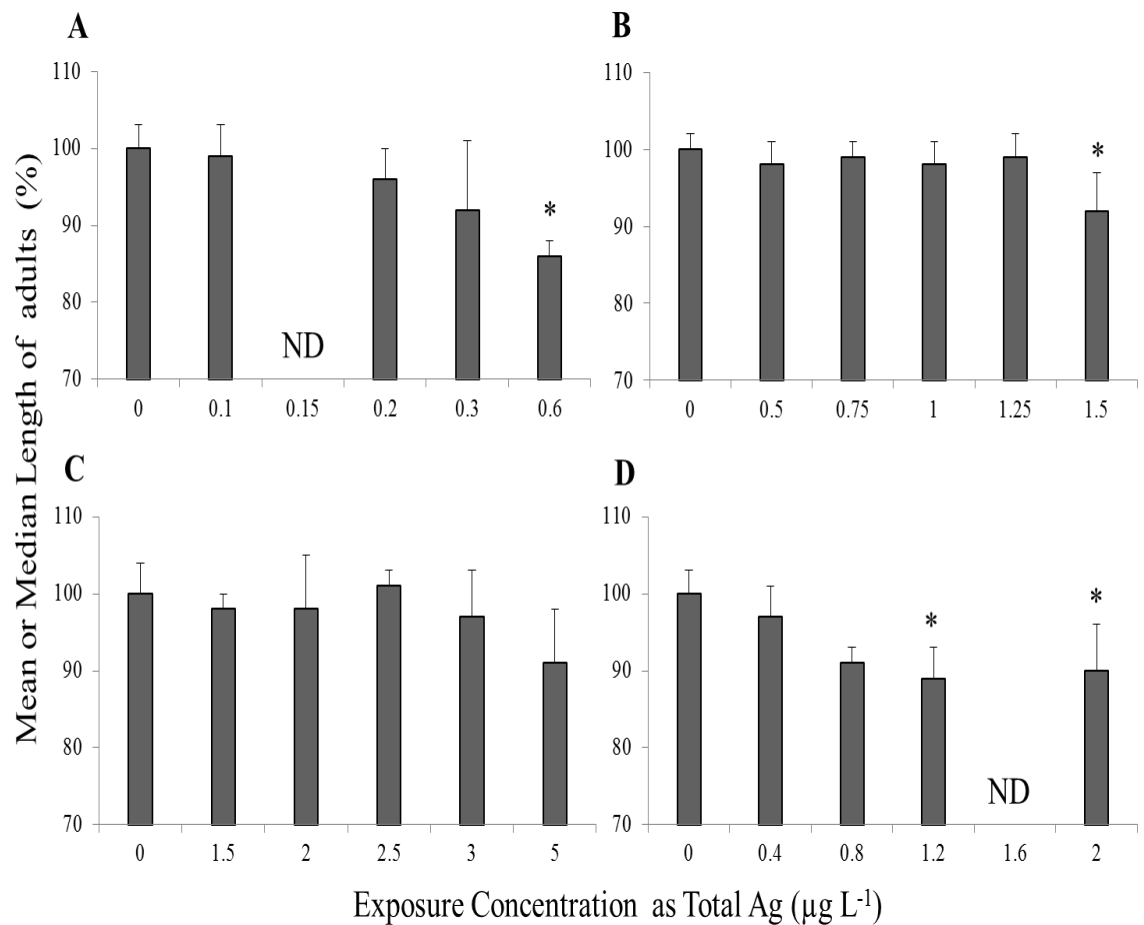 A
B
110
100
90
80
70
*
ND
0 0.1 0.15 0.2 0.3 0.6
110
100
90
80
70
*
0 0.5 0.75 1 1.25 1.5
Mean or Median Length of adults (%)
C
D
110
100
90
80
70
0 1.5 2 2.5 3 5
110
100
90
80
70
*
*
ND
0 0.4 0.8 1.2 1.6 2
Exposure Concentration as Total Ag (µg L-1)